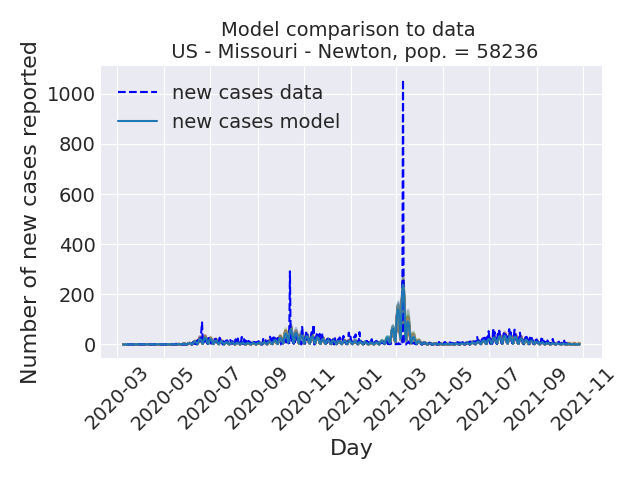 Model comparison to data
US - Missouri - Newton, pop. = 58236
Number of new cases reported
1000
800
600
400
200
0
new cases data
new cases model
2020-03
2020-05
2020-07
2020-09
2020-11
2021-01
2021-03
2021-05
2021-07
2021-09
2021-11
Day